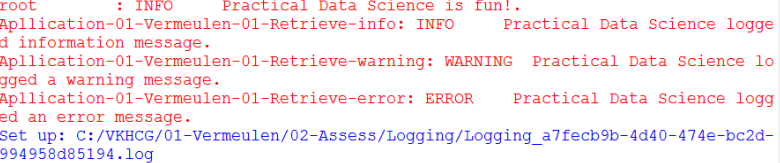 root        : INFO     Practical Data Science is fun!.
Apllication-01-Vermeulen-01-Retrieve-info: INFO     Practical Data Science logge
d information message.
Apllication-01-Vermeulen-01-Retrieve-warning: WARNING  Practical Data Science lo
gged a warning message.
Apllication-01-Vermeulen-01-Retrieve-error: ERROR    Practical Data Science logg
ed an error message.
Set up: C:/VKHCG/01-Vermeulen/02-Assess/Logging/Logging_a7fecb9b-4d40-474e-bc2d-
994958d85194.log